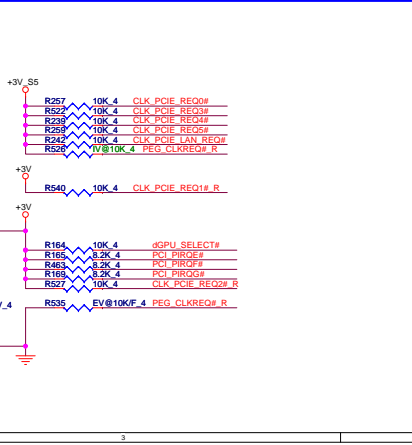 +3V_S5
R257 10K_4 CLK_PCIE_REQ0#
R522 10K_4 CLK_PCIE_REQ3#
R239 10K_4 CLK_PCIE_REQ4#
R259 10K_4 CLK_PCIE_REQ5#
R242 10K_4 CLK_PCIE_LAN_REQ#
R526 IV@10K_4 PEG_CLKREQ#_R
+3V
R540 10K_4 CLK_PCIE_REQ1#_R
+3V
R164 10K_4 dGPU_SELECT#
R165 8.2K_4 PCI_PIRQE#
R463 8.2K_4 PCI_PIRQF#
R169 8.2K_4 PCI_PIRQG#
R527 10K_4 CLK_PCIE_REQ2#_R
_4 R535 EV@10K/F_4 PEG_CLKREQ#_R
3